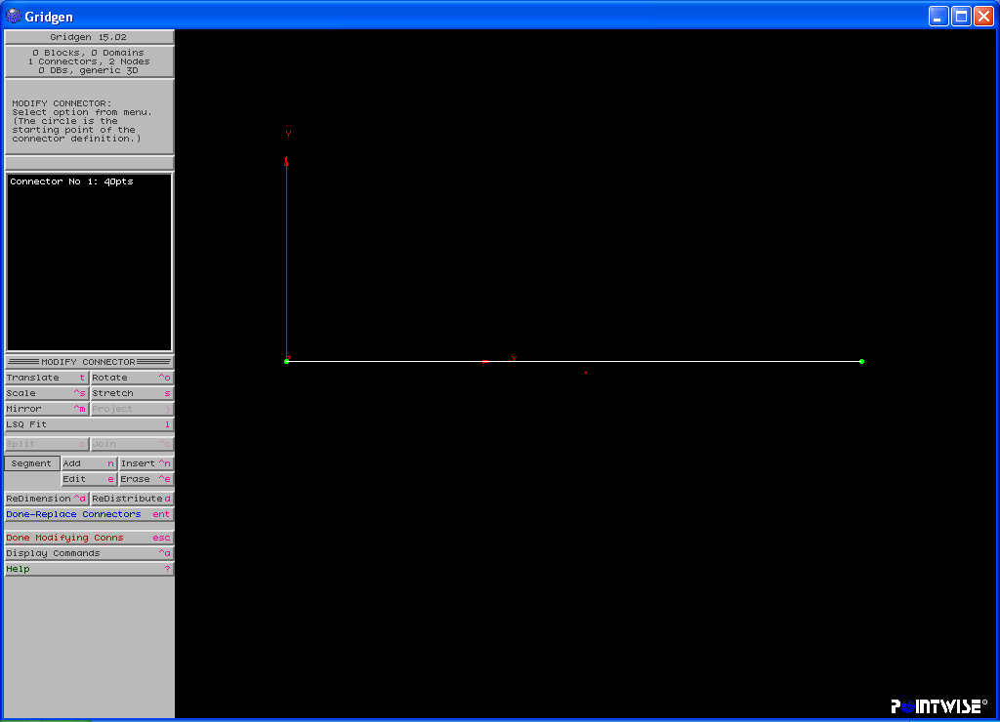 Gridgen
Gridgen 15.02
0 Blocks, 0 Domains
1 Connectors, 2 Nodes
0 DBs, generic 3D
MODIFY CONNECTOR:
Select option from menu.
(The circle is the
starting point of the
connector definition.)
Connector No 1: 40pts
MODIFY CONNECTOR
Translate t Rotate ^o
Scale ^s Stretch s
Mirror ^m Project j
LSQ Fit l
Split c Join ^c
Segment Add n Insert ^n
Edit e Erase ^e
ReDimension ^d ReDistribute d
Done-Replace Connectors ent
Done Modifying Conns esc
Display Commands ^a
Help ?
Y
X
POINTWISE®